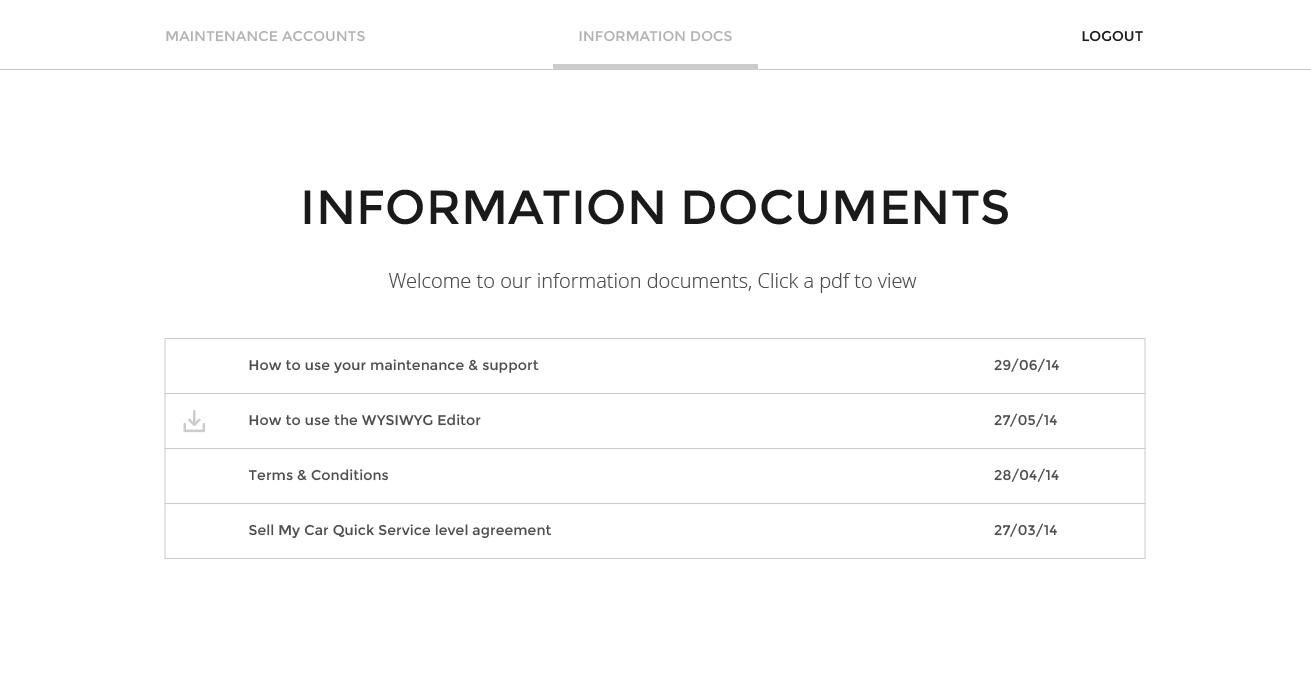 MAINTENANCE ACCOUNTS INFORMATION DOCS LOGOUT
INFORMATION DOCUMENTS
Welcome to our information documents, Click a pdf to view
How to use your maintenance & support 29/06/14
How to use the WYSIWYG Editor 27/05/14
Terms & Conditions 28/04/14
Sell My Car Quick Service level agreement 27/03/14